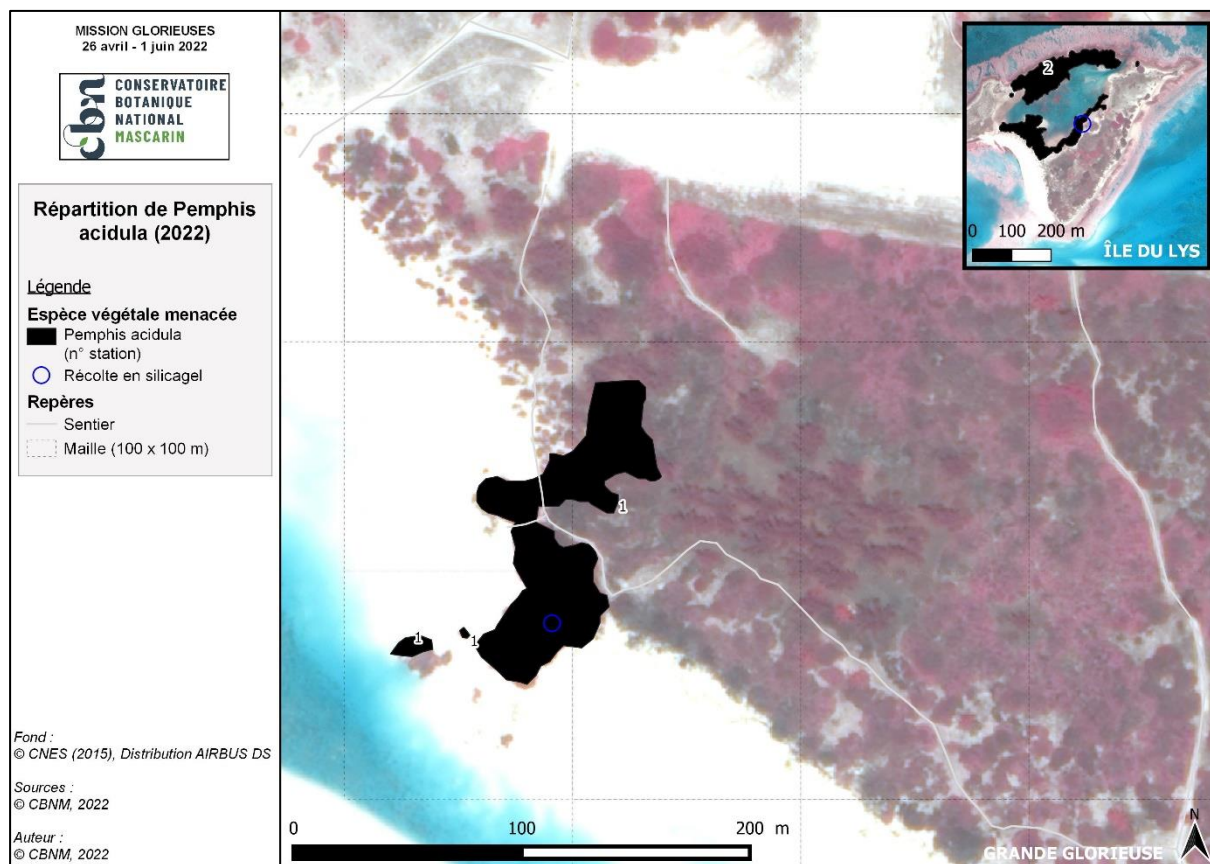 MISSION GLORIEUSES
26 avril - 1 juin 2022
cbn
CONSERVATOIRE
BOTANIQUE
NATIONAL
MASCARIN
Répartition de Pemphis
acidula (2022)
Légende
Espèce végétale menacée
Pemphis acidula
(n° station)
Récolte en silicagel
Repères
Sentier
Maille (100 x 100 m)
Fond :
© CNES (2015), Distribution AIRBUS DS
Sources :
© CBNM, 2022
Auteur :
© CBNM, 2022
2
0 100 200 m
ÎLE DU LYS
1
1
1
0 100 200 m
N
GRANDE GLORIEUSE